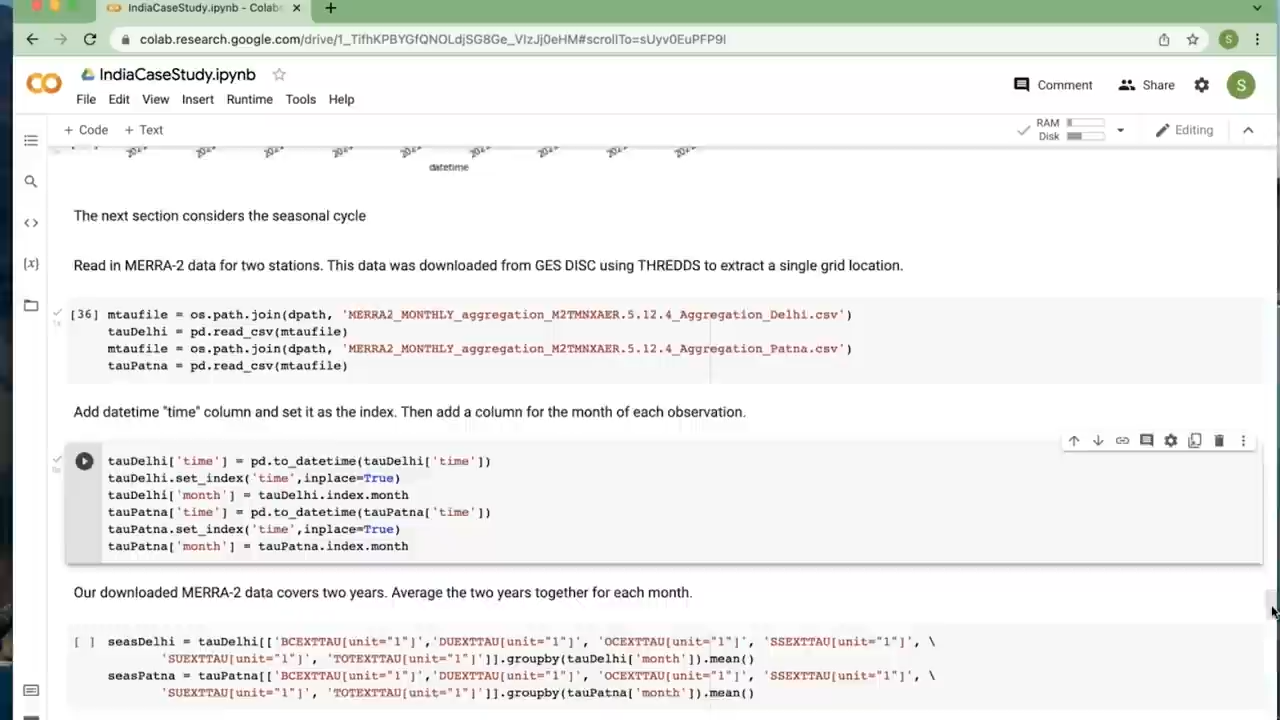 IndiaCaseStudy.ipynb - Colab
colab.research.google.com/drive/1_TifhKPBYGfQNOLdjSG8Ge_VIzJj0eHM#scrollTo=sUyv0EuPFP9I
S
IndiaCaseStudy.ipynb
Comment
Share
S
File Edit View Insert Runtime Tools Help
+ Code + Text
RAM
Disk
Editing
datetime
The next section considers the seasonal cycle
Read in MERRA-2 data for two stations. This data was downloaded from GES DISC using THREDDS to extract a single grid location.
[36] mtaufile = os.path.join(dpath, 'MERRA2_MONTHLY_aggregation_M2TMNXAER.5.12.4_Aggregation_Delhi.csv')
tauDelhi = pd.read_csv(mtaufile)
mtaufile = os.path.join(dpath, 'MERRA2_MONTHLY_aggregation_M2TMNXAER.5.12.4_Aggregation_Patna.csv')
tauPatna = pd.read_csv(mtaufile)
Add datetime "time" column and set it as the index. Then add a column for the month of each observation.
tauDelhi['time'] = pd.to_datetime(tauDelhi['time'])
tauDelhi.set_index('time',inplace=True)
tauDelhi['month'] = tauDelhi.index.month
tauPatna['time'] = pd.to_datetime(tauPatna['time'])
tauPatna.set_index('time',inplace=True)
tauPatna['month'] = tauPatna.index.month
Our downloaded MERRA-2 data covers two years. Average the two years together for each month.
[ ] seasDelhi = tauDelhi[['BCEXTTAU[unit="1"]','DUEXTTAU[unit="1"]', 'OCEXTTAU[unit="1"]', 'SSEXTTAU[unit="1"]', \
'SUEXTTAU[unit="1"]', 'TOTEXTTAU[unit="1"]']].groupby(tauDelhi['month']).mean()
seasPatna = tauPatna[['BCEXTTAU[unit="1"]','DUEXTTAU[unit="1"]', 'OCEXTTAU[unit="1"]', 'SSEXTTAU[unit="1"]', \
'SUEXTTAU[unit="1"]', 'TOTEXTTAU[unit="1"]']].groupby(tauPatna['month']).mean()